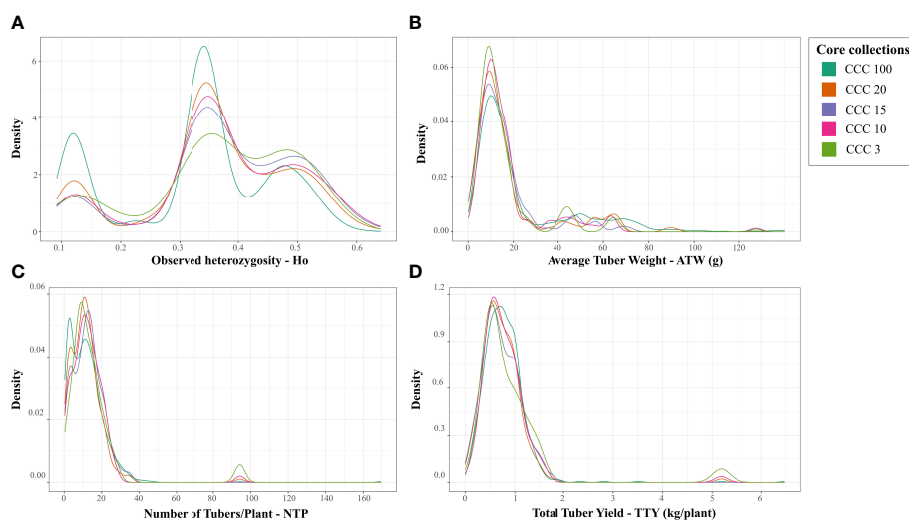 A
B
Core collections
CCC 100
CCC 20
CCC 15
CCC 10
CCC 3
Density
6
4
2
0
0.1 0.2 0.3 0.4 0.5 0.6
Observed heterozygosity - Ho
Density
0.06
0.04
0.02
0.00
0 20 40 60 80 100 120
Average Tuber Weight - ATW (g)
C
D
Density
0.06
0.04
0.02
0.00
0 20 40 60 80 100 120 140 160
Number of Tubers/Plant - NTP
Density
1.2
0.9
0.6
0.3
0.0
0 1 2 3 4 5 6
Total Tuber Yield - TTY (kg/plant)